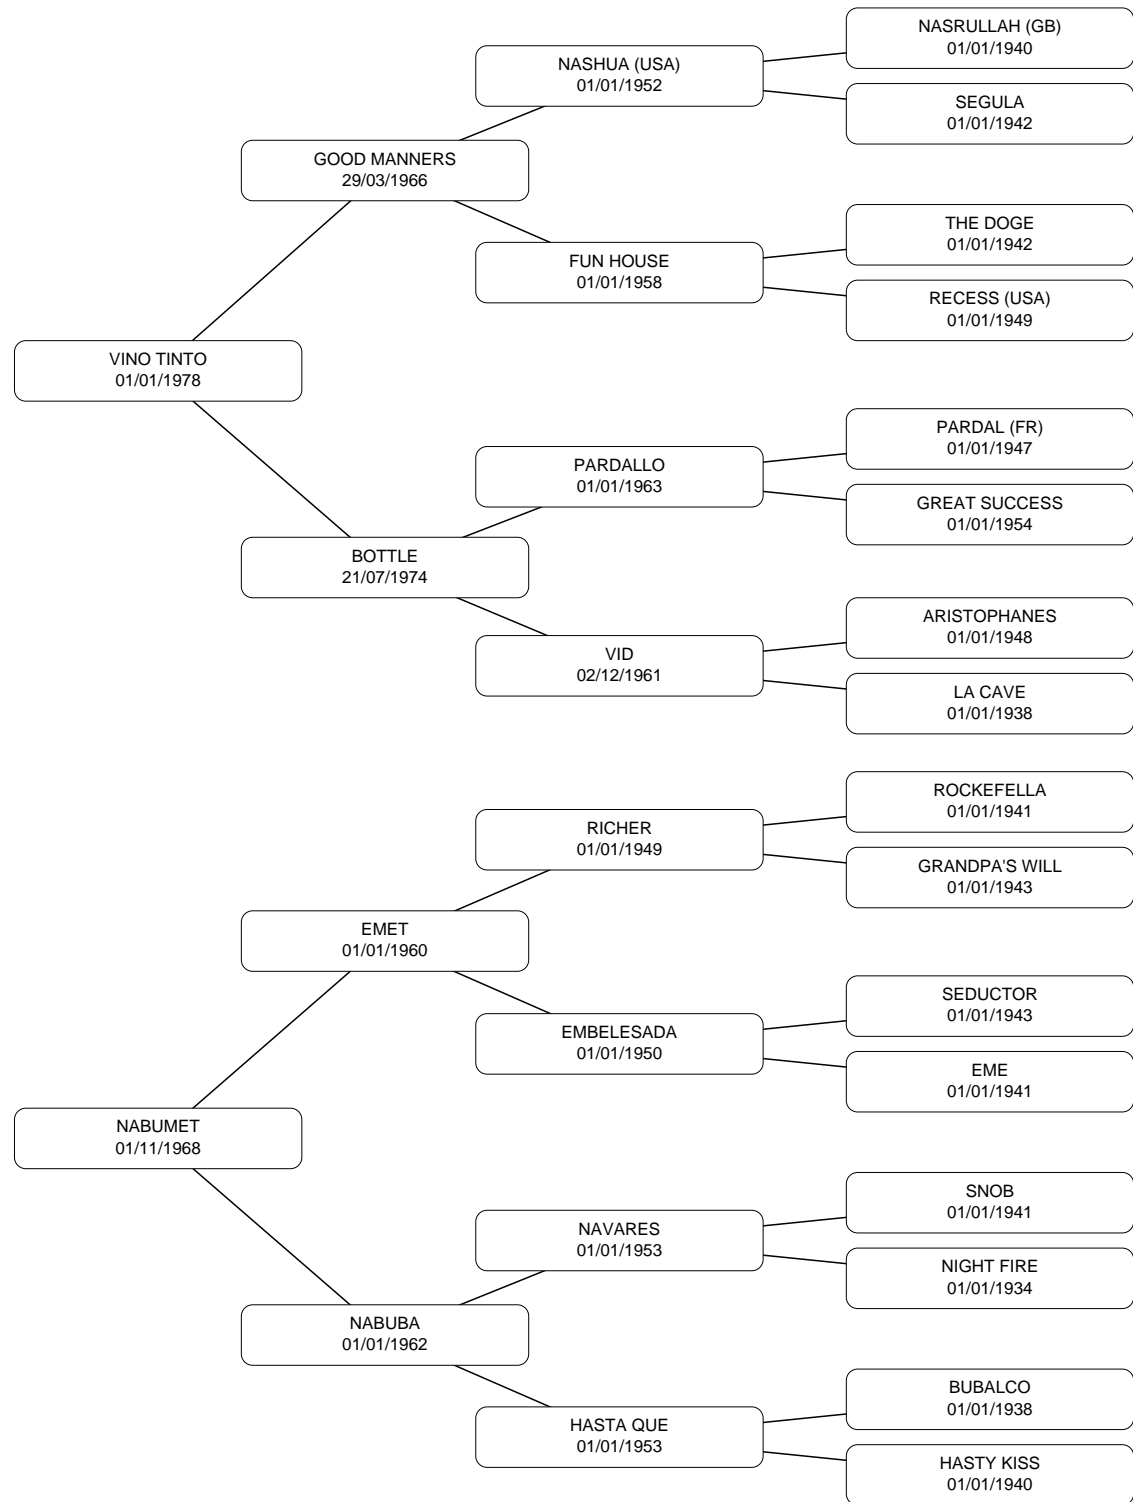 NASRULLAH (GB)
01/01/1940
NASHUA (USA)
01/01/1952
SEGULA
01/01/1942
GOOD MANNERS
29/03/1966
THE DOGE
01/01/1942
FUN HOUSE
01/01/1958
RECESS (USA)
01/01/1949
VINO TINTO
01/01/1978
PARDAL (FR)
01/01/1947
PARDALLO
01/01/1963
GREAT SUCCESS
01/01/1954
BOTTLE
21/07/1974
ARISTOPHANES
01/01/1948
VID
02/12/1961
LA CAVE
01/01/1938
ROCKEFELLA
01/01/1941
RICHER
01/01/1949
GRANDPA'S WILL
01/01/1943
EMET
01/01/1960
SEDUCTOR
01/01/1943
EMBELESADA
01/01/1950
EME
01/01/1941
NABUMET
01/11/1968
SNOB
01/01/1941
NAVARES
01/01/1953
NIGHT FIRE
01/01/1934
NABUBA
01/01/1962
BUBALCO
01/01/1938
HASTA QUE
01/01/1953
HASTY KISS
01/01/1940